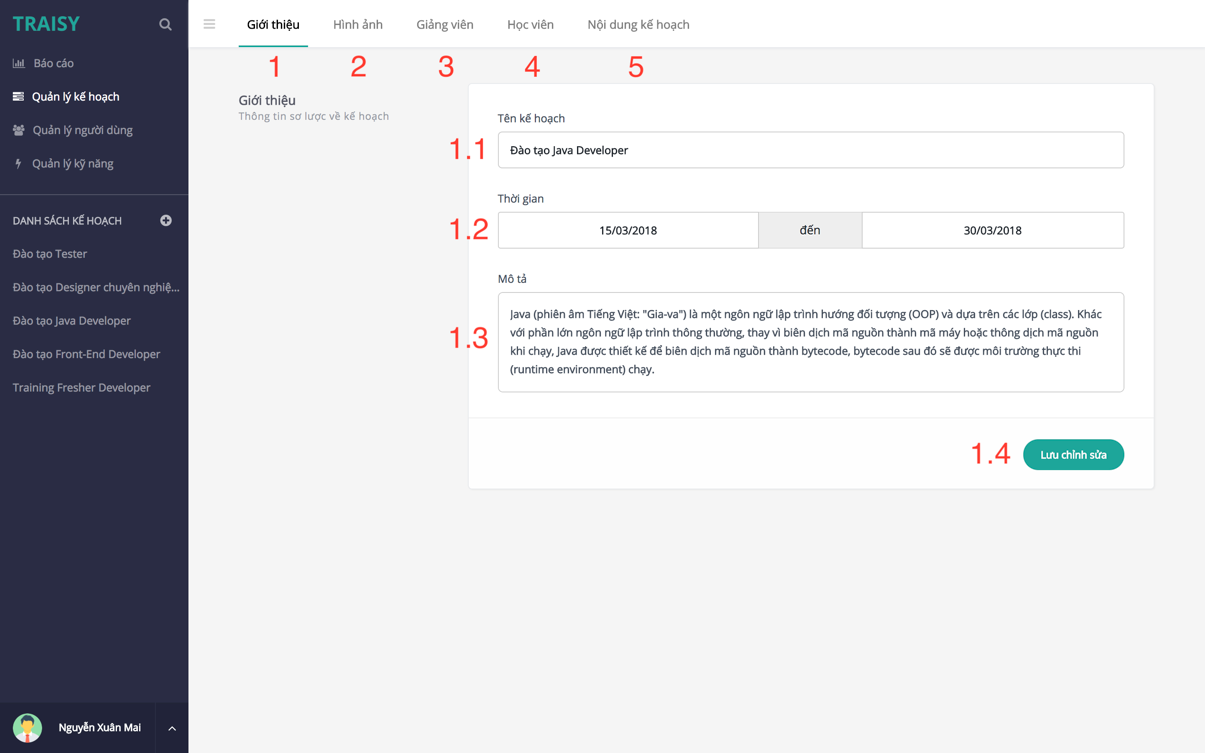 TRAISY
Báo cáo
Quản lý kế hoạch
Quản lý người dùng
Quản lý kỹ năng
DANH SÁCH KẾ HOẠCH
Đào tạo Tester
Đào tạo Designer chuyên nghiệ...
Đào tạo Java Developer
Đào tạo Front-End Developer
Training Fresher Developer
Nguyễn Xuân Mai
Giới thiệu Hình ảnh Giảng viên Học viên Nội dung kế hoạch
1 2 3 4 5
Giới thiệu
Thông tin sơ lược về kế hoạch
Tên kế hoạch
1.1 Đào tạo Java Developer
Thời gian
1.2 15/03/2018 đến 30/03/2018
Mô tả
1.3
Java (phiên âm Tiếng Việt: "Gia-va") là một ngôn ngữ lập trình hướng đối tượng (OOP) và dựa trên các lớp (class). Khác
với phần lớn ngôn ngữ lập trình thông thường, thay vì biên dịch mã nguồn thành mã máy hoặc thông dịch mã nguồn
khi chạy, Java được thiết kế để biên dịch mã nguồn thành bytecode, bytecode sau đó sẽ được môi trường thực thi
(runtime environment) chạy.
1.4 Lưu chỉnh sửa